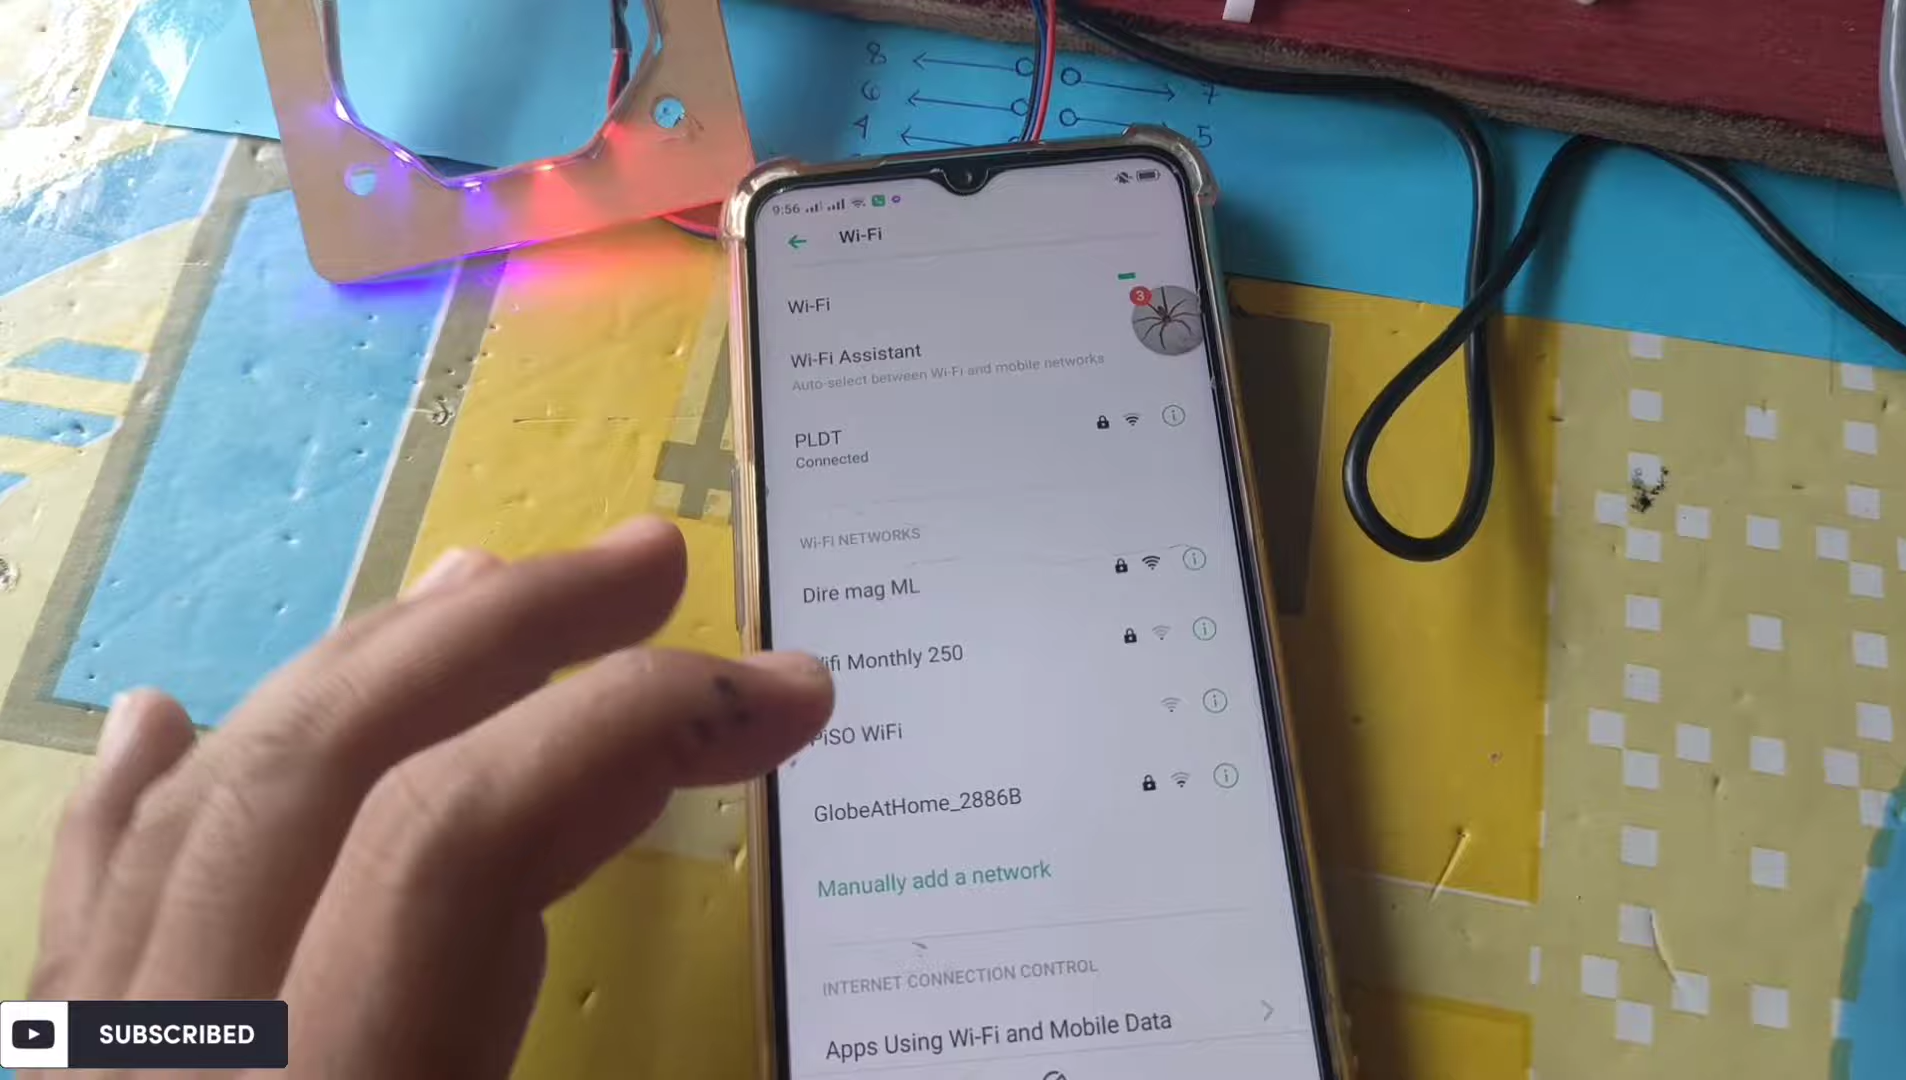 8
6
7
4
5
9:56
Wi-Fi
Wi-Fi
3
Wi-Fi Assistant
Auto-select between Wi-Fi and mobile networks
PLDT
Connected
Wi-Fi NETWORKS
Dire mag ML
ifi Monthly 250
PiSO WiFi
GlobeAtHome_2886B
Manually add a network
INTERNET CONNECTION CONTROL
Apps Using Wi-Fi and Mobile Data
SUBSCRIBED